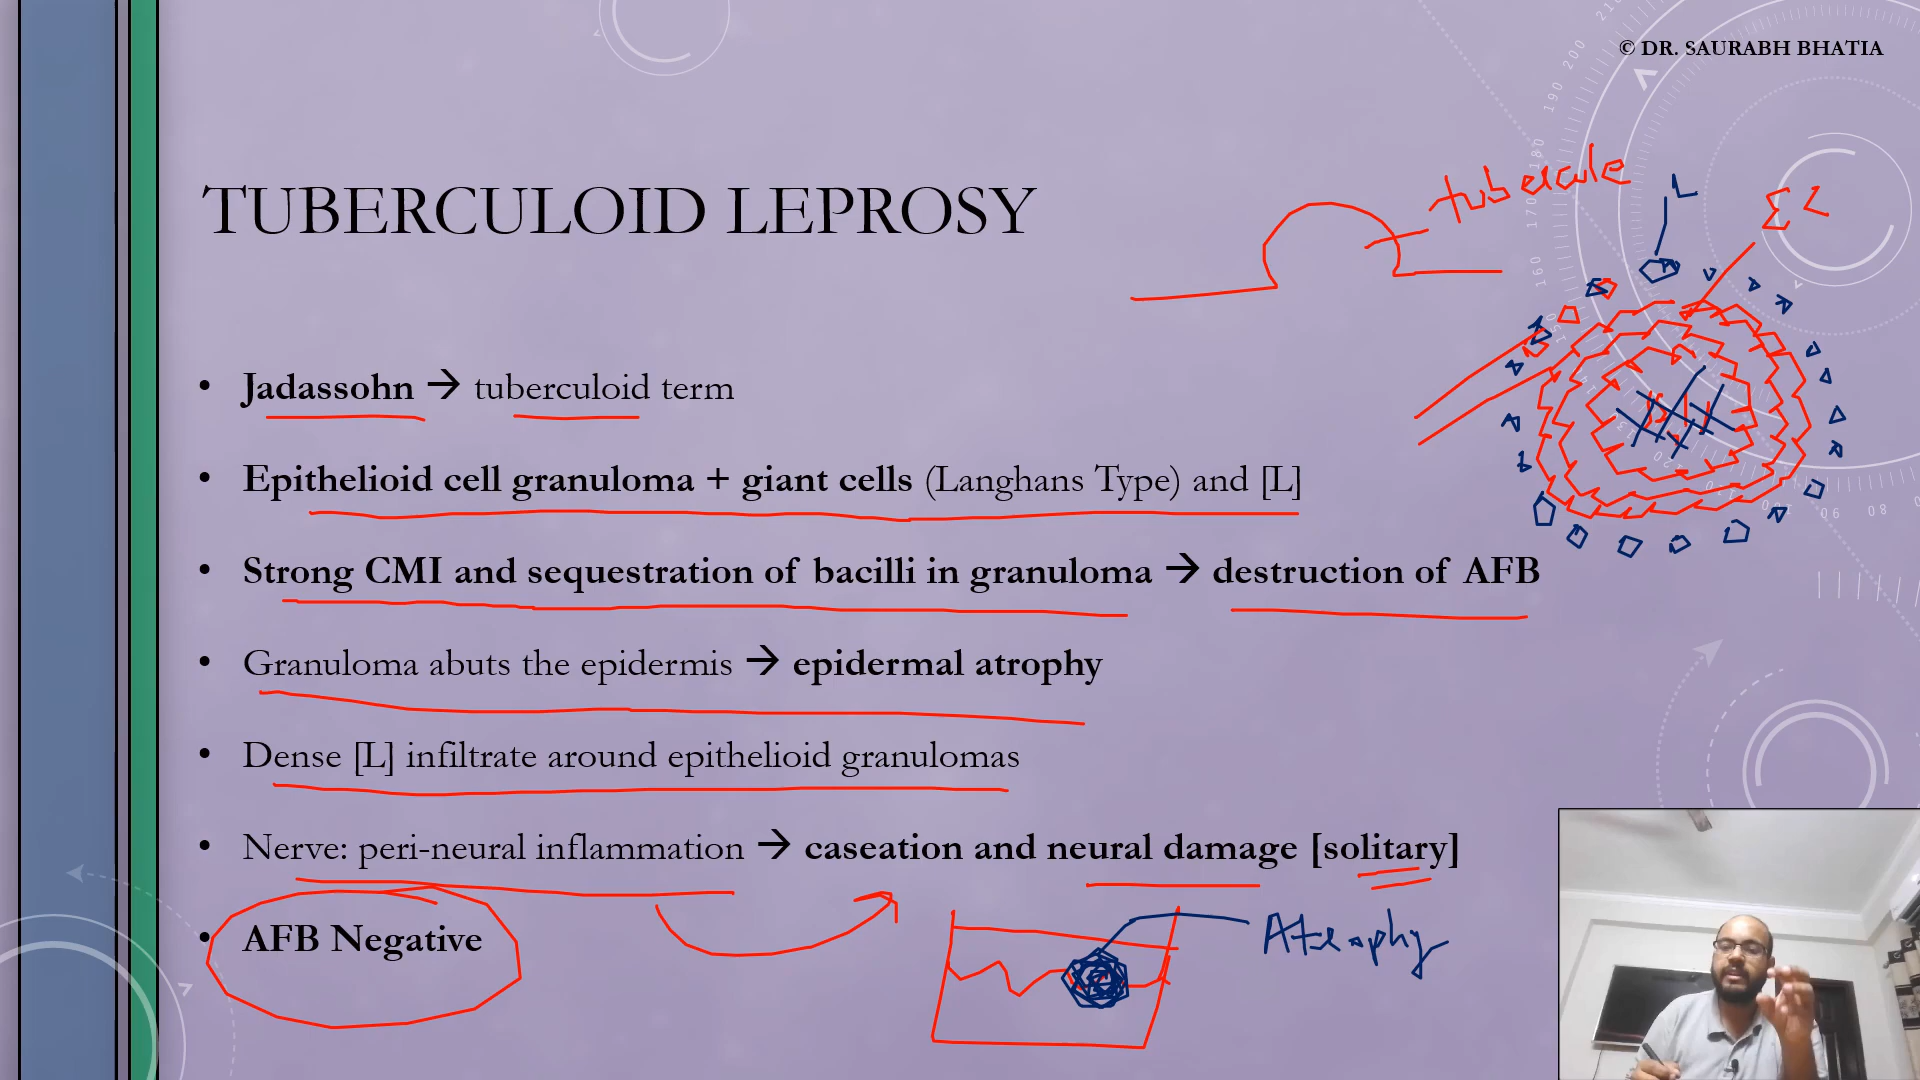 © DR. SAURABH BHATIA
TUBERCULOID LEPROSY
tubercule
L
• Jadassohn → tuberculoid term
• Epithelioid cell granuloma + giant cells (Langhans Type) and [L]
• Strong CMI and sequestration of bacilli in granuloma → destruction of AFB
• Granuloma abuts the epidermis → epidermal atrophy
• Dense [L] infiltrate around epithelioid granulomas
• Nerve: peri-neural inflammation → caseation and neural damage [solitary]
• AFB Negative
Atrophy